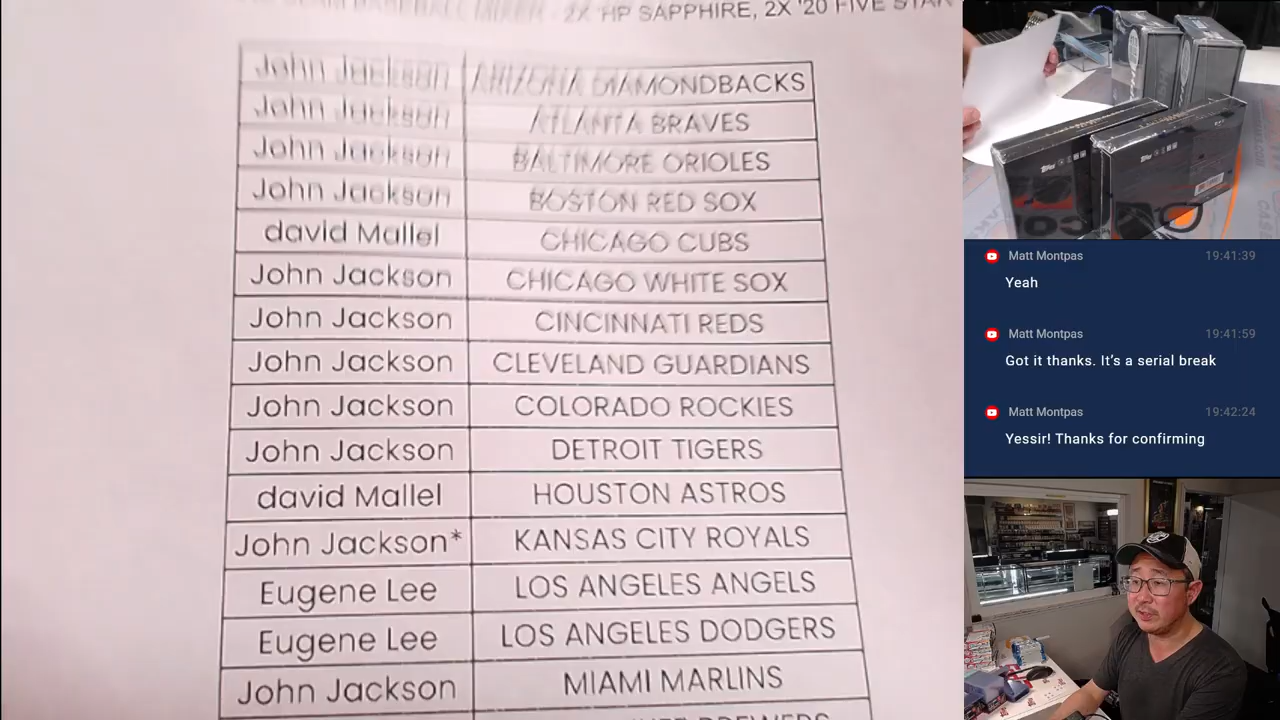 BASEBALL MIXER - 2X HP SAPPHIRE, 2X '20 FIVE STAR
John Jackson ARIZONA DIAMONDBACKS
John Jackson ATLANTA BRAVES
John Jackson BALTIMORE ORIOLES
John Jackson BOSTON RED SOX
david Mallel CHICAGO CUBS
John Jackson CHICAGO WHITE SOX
John Jackson CINCINNATI REDS
John Jackson CLEVELAND GUARDIANS
John Jackson COLORADO ROCKIES
John Jackson DETROIT TIGERS
david Mallel HOUSTON ASTROS
John Jackson* KANSAS CITY ROYALS
Eugene Lee LOS ANGELES ANGELS
Eugene Lee LOS ANGELES DODGERS
John Jackson MIAMI MARLINS
BREWERS
Topps
Topps
Matt Montpas 19:41:39
Yeah
Matt Montpas 19:41:59
Got it thanks. It's a serial break
Matt Montpas 19:42:24
Yessir! Thanks for confirming